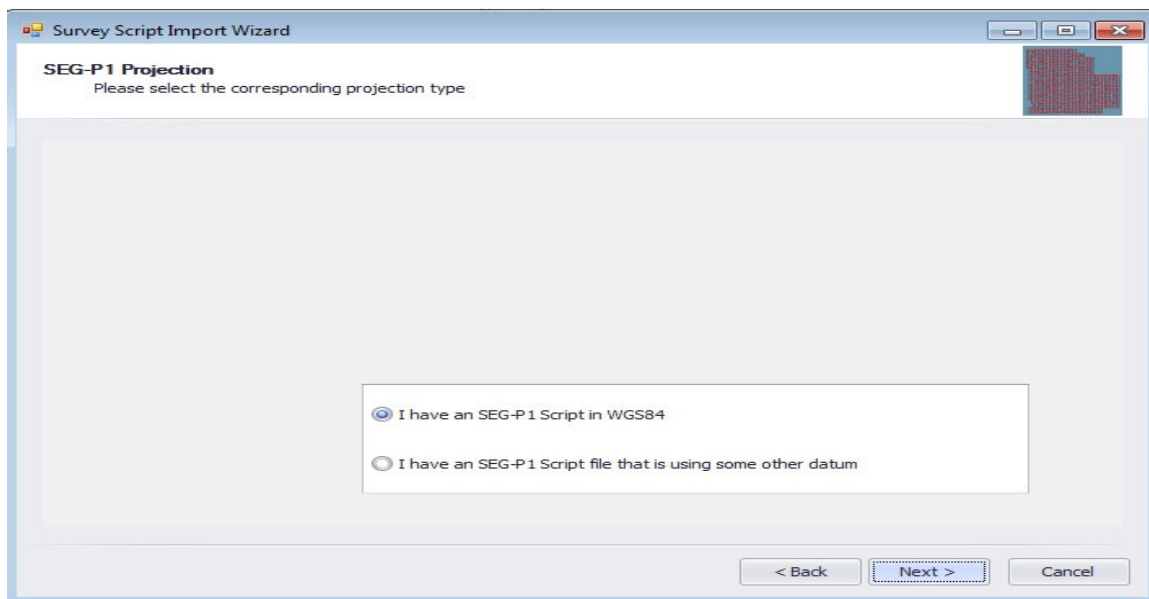 Survey Script Import Wizard
SEG-P1 Projection
Please select the corresponding projection type
I have an SEG-P1 Script in WGS84
I have an SEG-P1 Script file that is using some other datum
< Back Next > Cancel